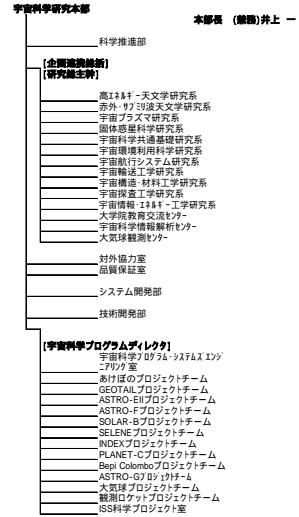 宇宙科学研究本部
本部長 (兼務)井上 一
科学推進部
[企画連携総括]
[研究総主幹]
高エネルギー天文学研究系
赤外・サブミリ波天文学研究系
宇宙プラズマ研究系
固体惑星科学研究系
宇宙科学共通基礎研究系
宇宙環境利用科学研究系
宇宙航行システム研究系
宇宙輸送工学研究系
宇宙構造・材料工学研究系
宇宙探査工学研究系
宇宙情報・エネルギー工学研究系
大学院教育交流センター
宇宙科学情報解析センター
大気球観測センター
対外協力室
品質保証室
システム開発部
技術開発部
[宇宙科学プログラムディレクタ]
宇宙科学プログラム・システムズエンジ
ニアリング室
あけぼのプロジェクトチーム
GEOTAILプロジェクトチーム
ASTRO-EIIプロジェクトチーム
ASTRO-Fプロジェクトチーム
SOLAR-Bプロジェクトチーム
SELENEプロジェクトチーム
INDEXプロジェクトチーム
PLANET-Cプロジェクトチーム
Bepi Colomboプロジェクトチーム
ASTRO-Gプロジェクトチーム
大気球プロジェクトチーム
観測ロケットプロジェクトチーム
ISS科学プロジェクト室